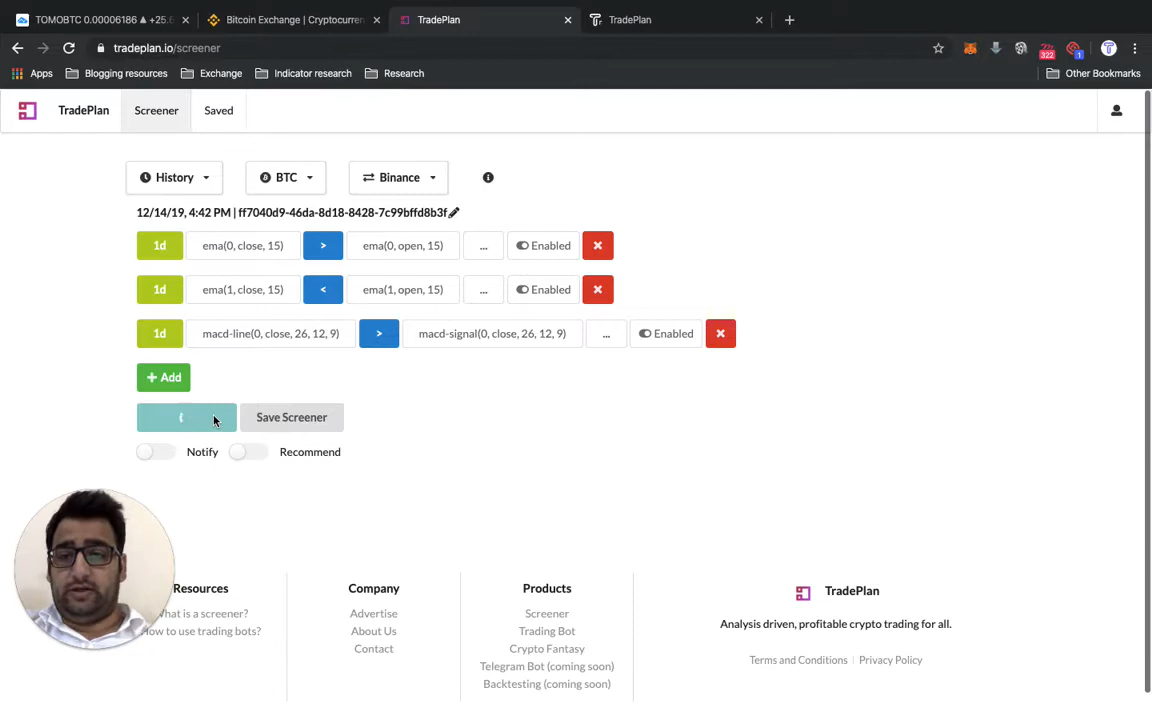 TOMOBTC 0.00006186 ▲ +25.6
Bitcoin Exchange | Cryptocurren
TradePlan
TradePlan
tradeplan.io/screener
322
1
Apps
Blogging resources
Exchange
Indicator research
Research
Other Bookmarks
TradePlan
Screener
Saved
History
BTC
Binance
12/14/19, 4:42 PM | ff7040d9-46da-8d18-8428-7c99bffd8b3f
1d ema(0, close, 15) > ema(0, open, 15) ... Enabled
1d ema(1, close, 15) < ema(1, open, 15) ... Enabled
1d macd-line(0, close, 26, 12, 9) > macd-signal(0, close, 26, 12, 9) ... Enabled
+ Add
Save Screener
Notify
Recommend
Resources
What is a screener?
How to use trading bots?
Company
Advertise
About Us
Contact
Products
Screener
Trading Bot
Crypto Fantasy
Telegram Bot (coming soon)
Backtesting (coming soon)
TradePlan
Analysis driven, profitable crypto trading for all.
Terms and Conditions | Privacy Policy